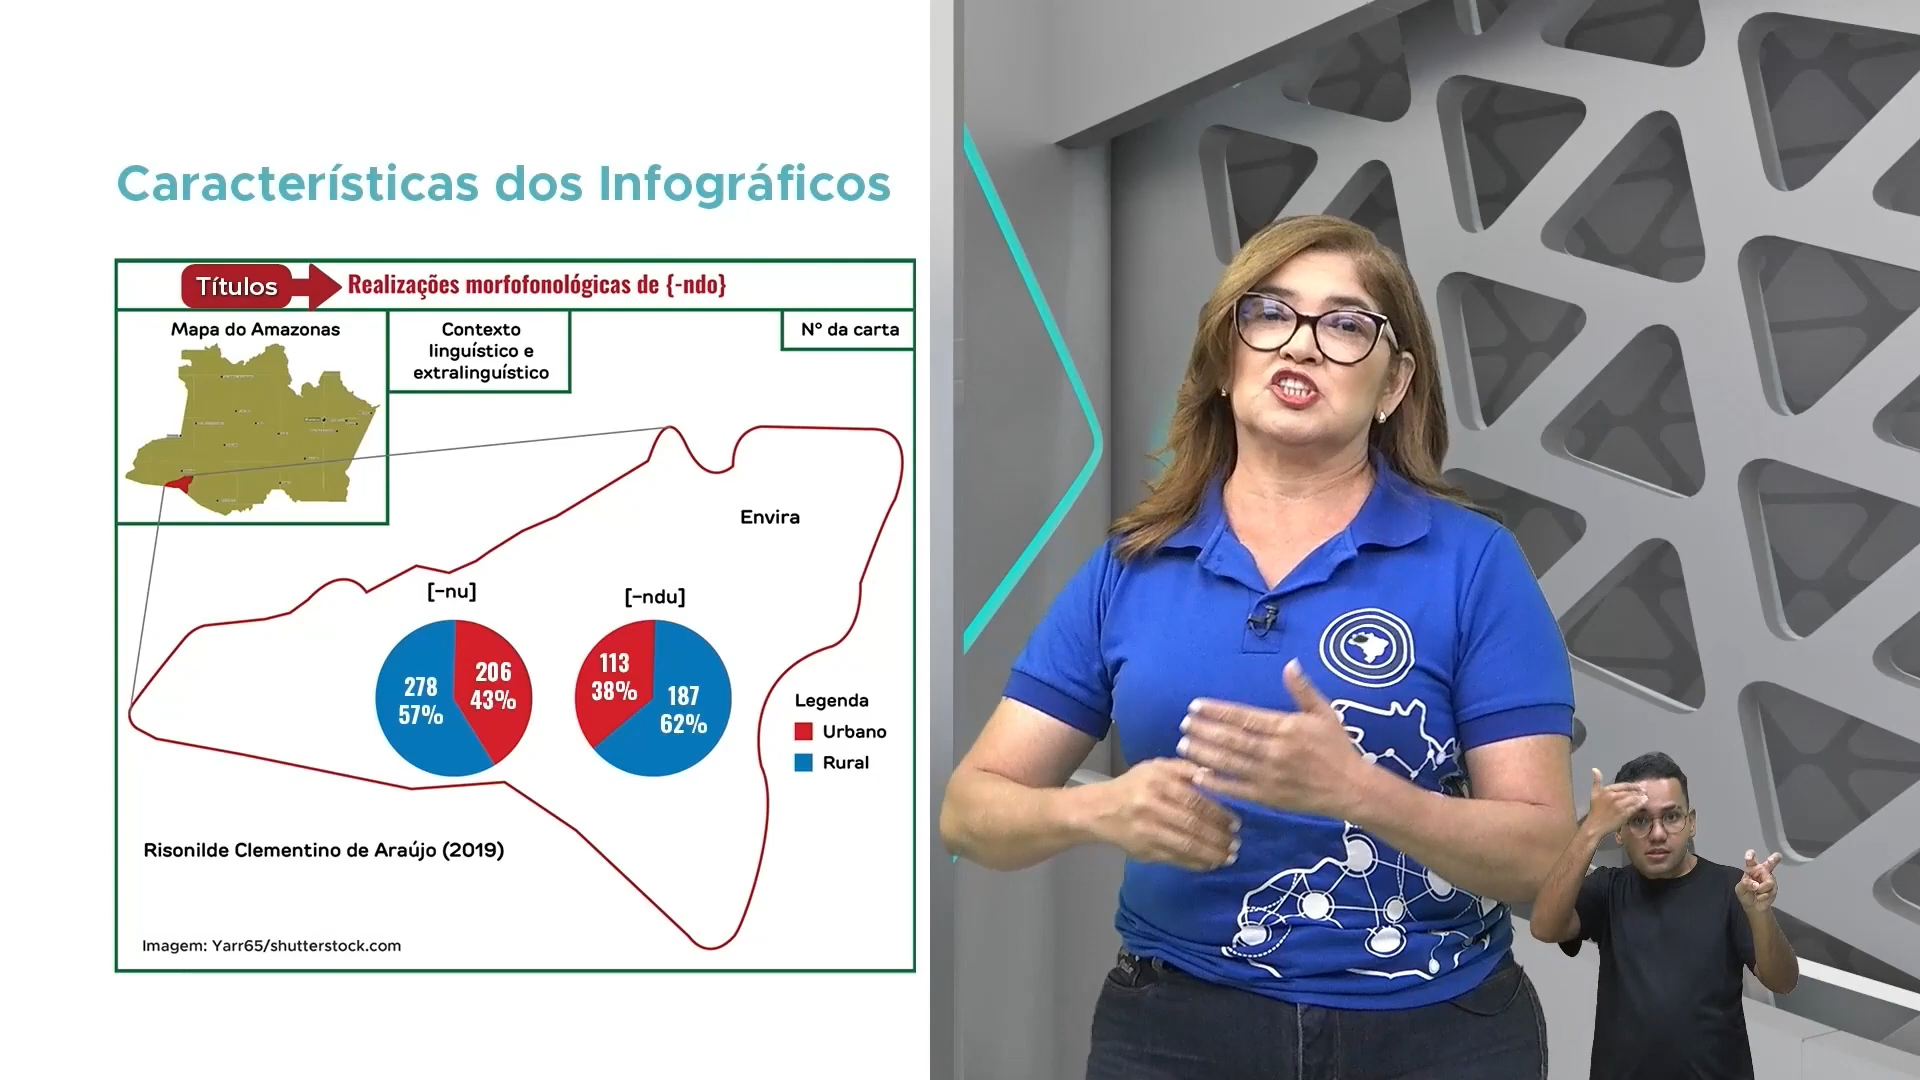 Características dos Infográficos
Títulos
Realizações morfofonológicas de {-ndo}
Mapa do Amazonas
Contexto
linguístico e
extralinguístico
N° da carta
Envira
[-nu]
[-ndu]
278
57%
206
43%
113
38%
187
62%
Legenda
Urbano
Rural
Risonilde Clementino de Araújo (2019)
Imagem: Yarr65/shutterstock.com